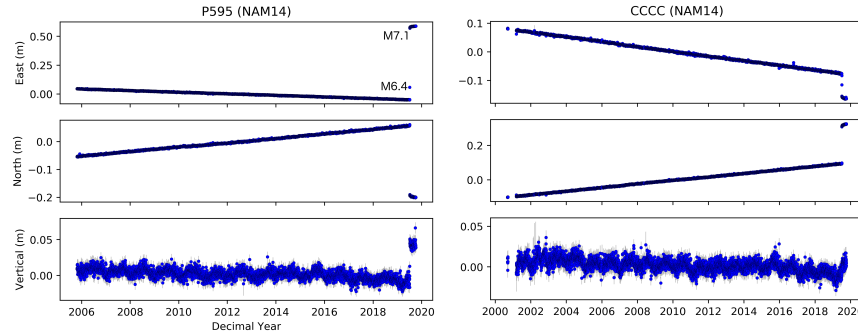 P595 (NAM14)
East (m)
0.50
0.25
0.00
M7.1
M6.4
North (m)
0.0
−0.1
−0.2
Vertical (m)
0.05
0.00
2006 2008 2010 2012 2014 2016 2018 2020
Decimal Year
CCCC (NAM14)
0.1
0.0
−0.1
0.2
0.0
0.05
0.00
2000 2002 2004 2006 2008 2010 2012 2014 2016 2018 2020